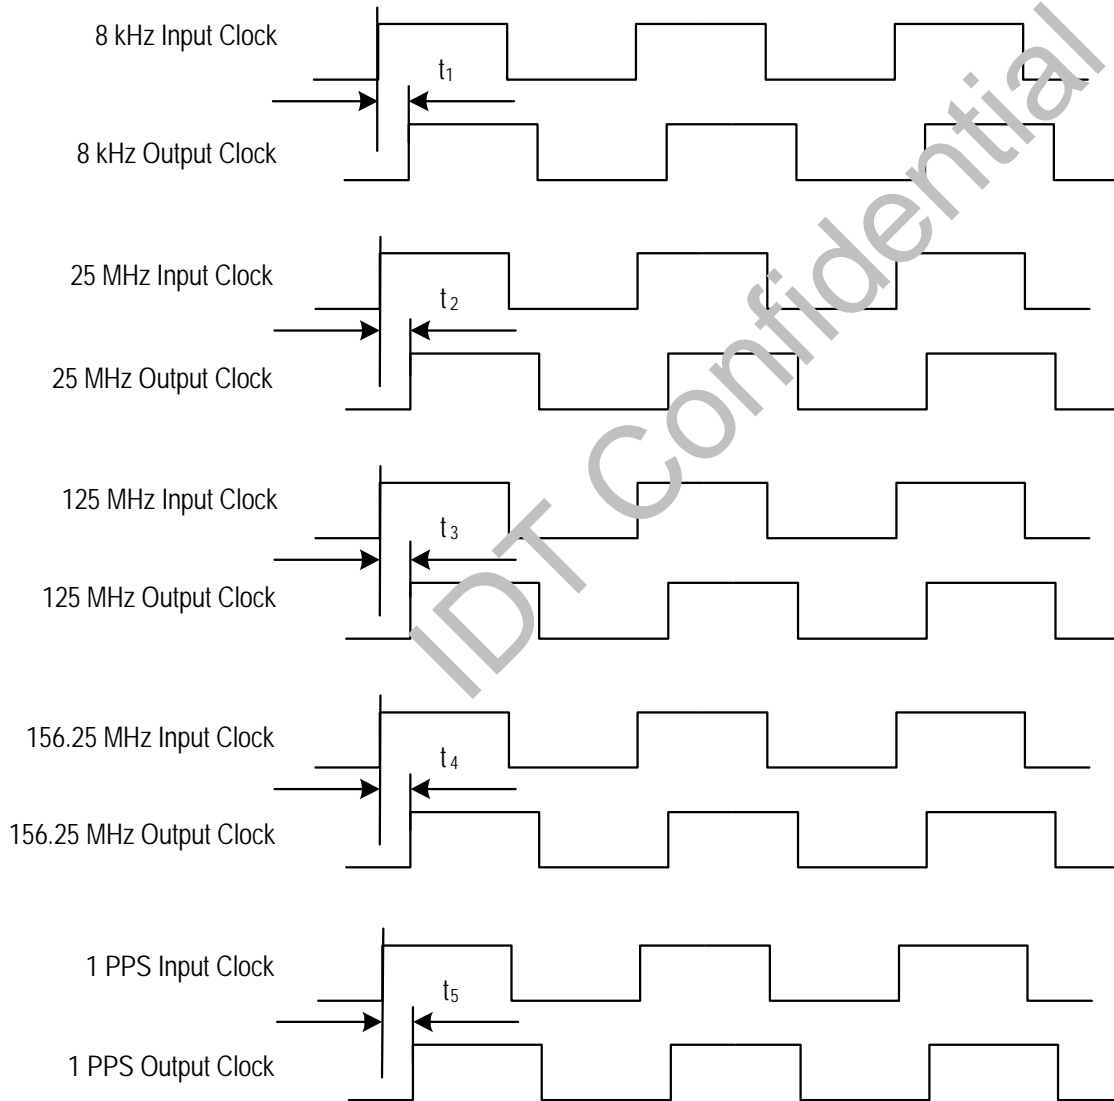 8 kHz Input Clock
t1
8 kHz Output Clock
25 MHz Input Clock
t2
25 MHz Output Clock
125 MHz Input Clock
t3
125 MHz Output Clock
156.25 MHz Input Clock
t4
156.25 MHz Output Clock
1 PPS Input Clock
t5
1 PPS Output Clock
IDT Confidential